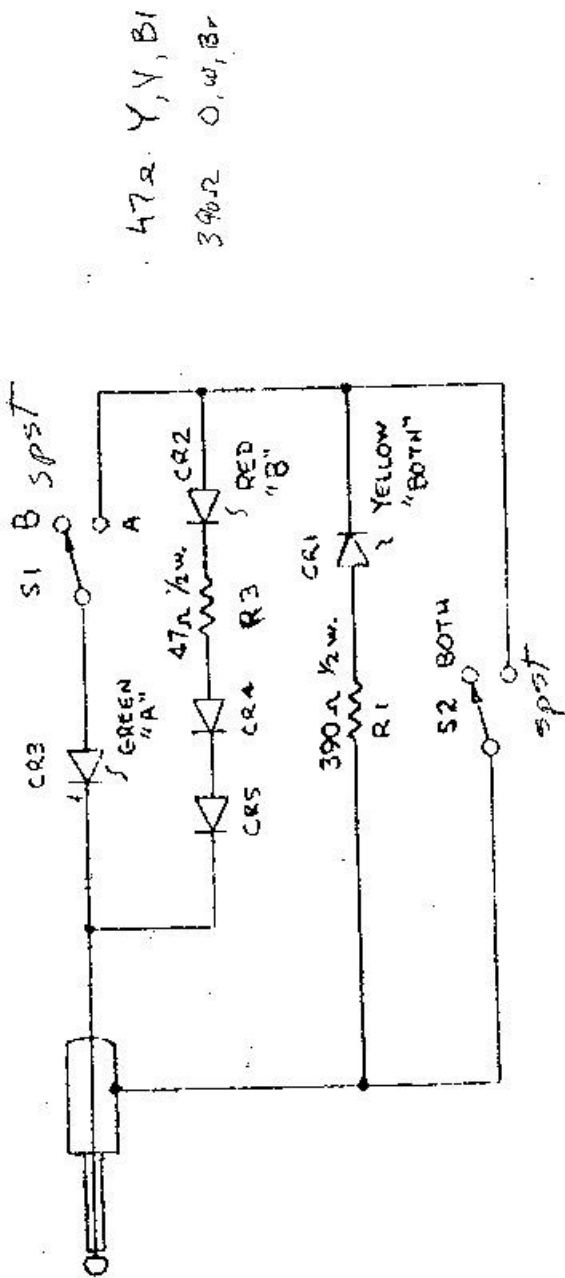 CR3
S1
B spst
A
GREEN
"A"
47Ω Y, V, Bl
390Ω O, W, Br
47Ω ½w.
CR2
R3
RED
"B"
CR5
CR4
CR1
YELLOW
"BOTH"
390Ω ½w.
R1
S2 BOTH
spst